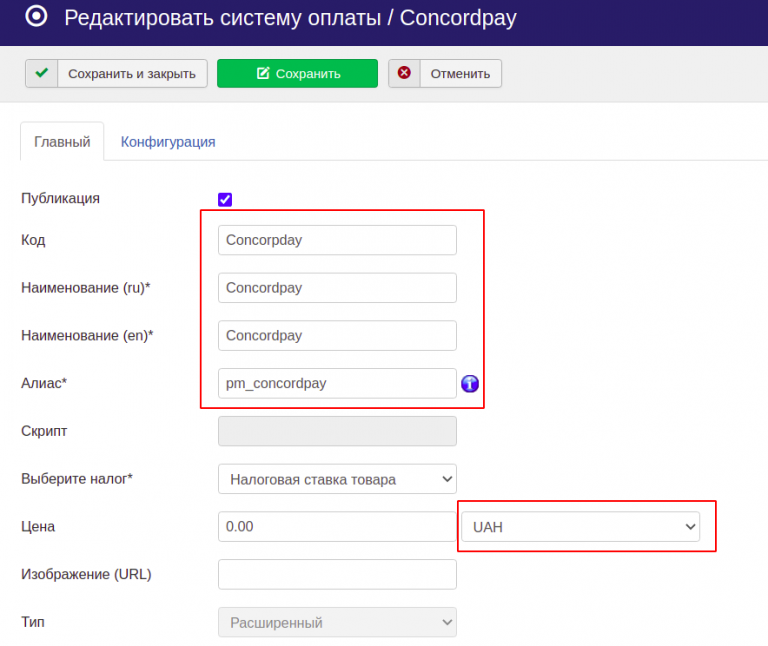 Редактировать систему оплаты / Concordpay
Сохранить и закрыть Сохранить Отменить
Главный Конфигурация
Публикация
Код Concorpday
Наименование (ru)* Concordpay
Наименование (en)* Concordpay
Алиас* pm_concordpay
Скрипт
Выберите налог* Налоговая ставка товара
Цена 0.00 UAH
Изображение (URL)
Тип Расширенный